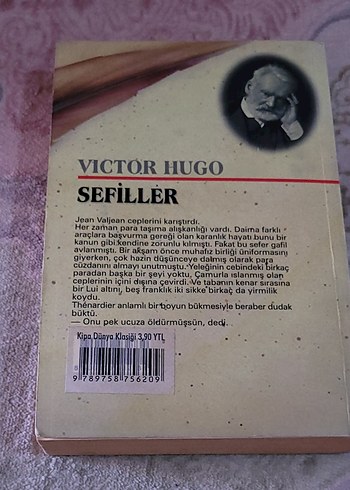 VICTOR HUGO
SEFİLLER
Jean Valjean ceplerini karıştırdı.
Her zaman para taşıma alışkanlığı vardı. Daima farklı
araçlara başvurma gereği olan karanlık hayatı bunu bir
kanun gibi kendine zorunlu kılmıştı. Fakat bu sefer gafil
avlanmıştı. Bir akşam önce muhafız birliği üniformasını
giyerken, çok hazin düşünceye dalmış olarak para
cüzdanını almayı unutmuştu. Yeleğinin cebindeki birkaç
paradan başka bir şeyi yoktu. Çamurla ıslanmış olan
ceplerinin içini dışına çevirdi. Ve tabanın kenar sırasına
bir Lui altını, beş franklık iki sikke birkaç da yirmilik
koydu.
Thénardier anlamlı bir boyun bükmesiyle beraber dudak
büktü.
— Onu pek ucuza öldürmüşsün, dedi.
Kipa Dünya Klasiği 3,90 YTL
9 789758 756209